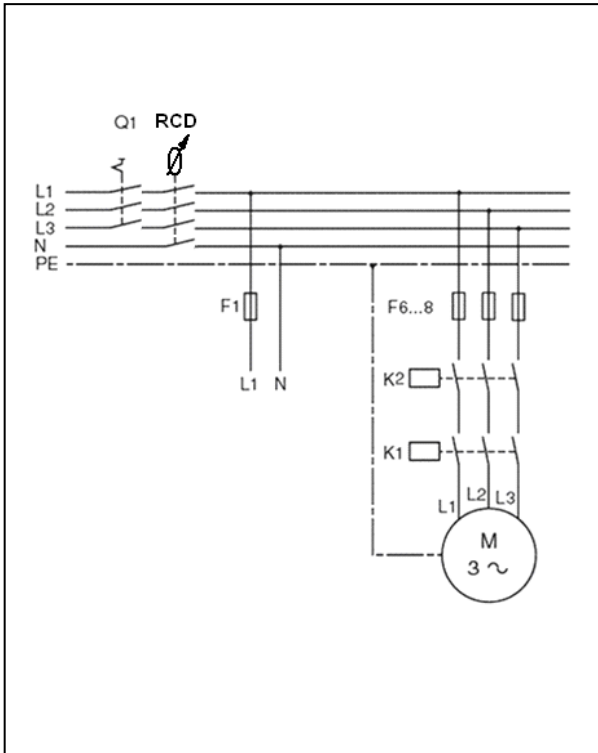 Q1 RCD
L1
L2
L3
N
PE
F1
F6...8
L1 N
K2
K1
L1 L2 L3
M
3 ~